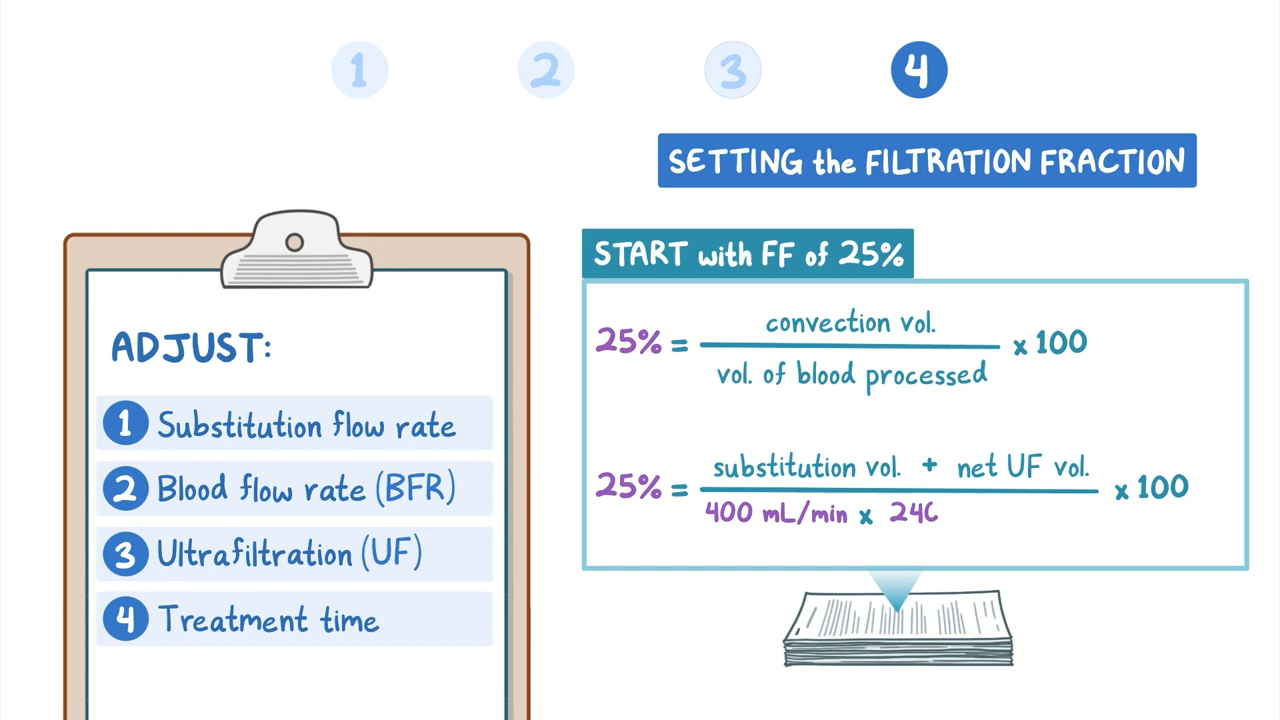 1 2 3 4
SETTING the FILTRATION FRACTION
ADJUST:
1 Substitution flow rate
2 Blood flow rate (BFR)
3 Ultrafiltration (UF)
4 Treatment time
START with FF of 25%
25% = convection vol. x 100
vol. of blood processed
25% = substitution vol. + net UF vol. x 100
400 mL/min x